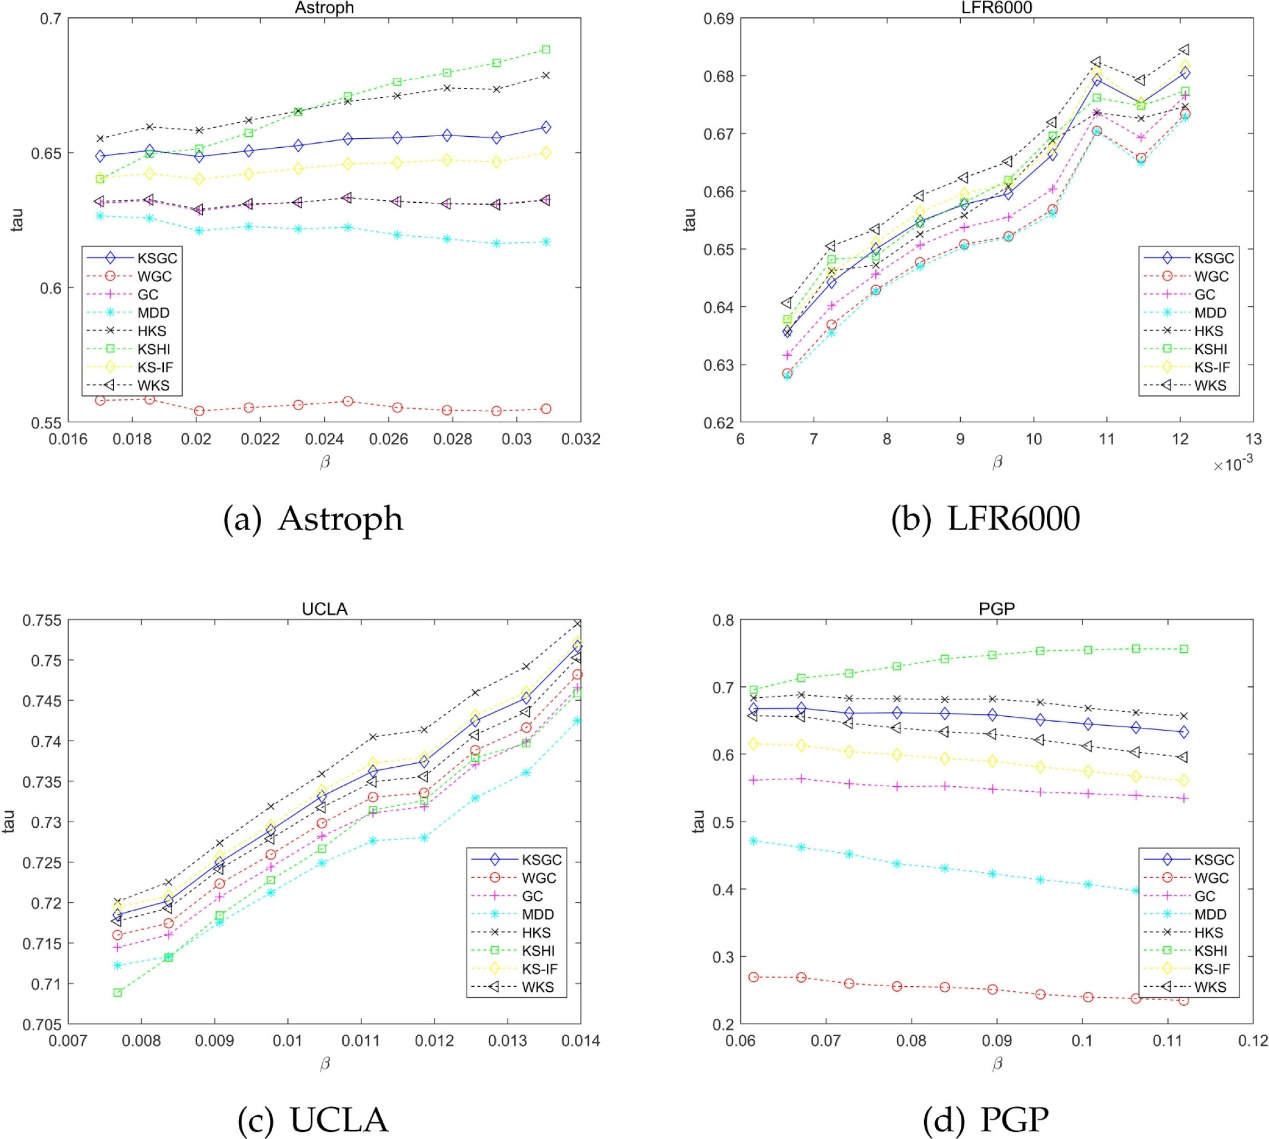 Astroph
0.7
0.65
0.6
0.55
tau
KSGC
WGC
GC
MDD
HKS
KSHI
KS-IF
WKS
0.016 0.018 0.02 0.022 0.024 0.026 0.028 0.03 0.032
β
(a) Astroph
LFR6000
0.69
0.68
0.67
0.66
0.65
0.64
0.63
0.62
tau
KSGC
WGC
GC
MDD
HKS
KSHI
KS-IF
WKS
6 7 8 9 10 11 12 13
β
×10-3
(b) LFR6000
UCLA
0.755
0.75
0.745
0.74
0.735
0.73
0.725
0.72
0.715
0.71
0.705
tau
KSGC
WGC
GC
MDD
HKS
KSHI
KS-IF
WKS
0.007 0.008 0.009 0.01 0.011 0.012 0.013 0.014
β
(c) UCLA
PGP
0.8
0.7
0.6
0.5
0.4
0.3
0.2
tau
KSGC
WGC
GC
MDD
HKS
KSHI
KS-IF
WKS
0.06 0.07 0.08 0.09 0.1 0.11 0.12
β
(d) PGP